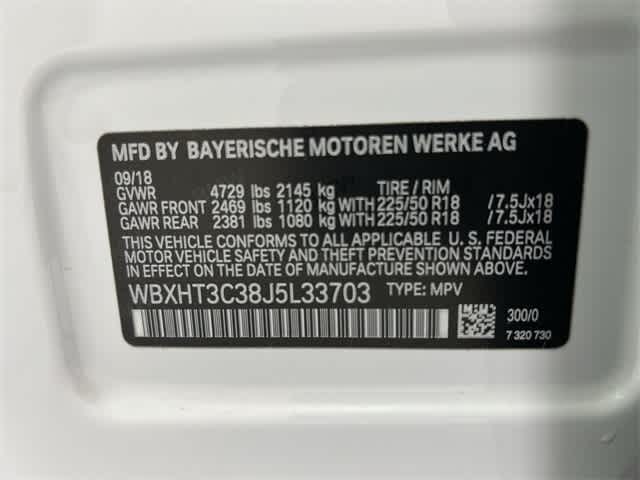 MFD BY BAYERISCHE MOTOREN WERKE AG
09/18
GVWR 4729 lbs 2145 kg TIRE / RIM
GAWR FRONT 2469 lbs 1120 kg WITH 225/50 R18 /7.5Jx18
GAWR REAR 2381 lbs 1080 kg WITH 225/50 R18 /7.5Jx18
THIS VEHICLE CONFORMS TO ALL APPLICABLE U. S. FEDERAL
MOTOR VEHICLE SAFETY AND THEFT PREVENTION STANDARDS
IN EFFECT ON THE DATE OF MANUFACTURE SHOWN ABOVE.
WBXHT3C38J5L33703 TYPE: MPV
300/0
7 320 730